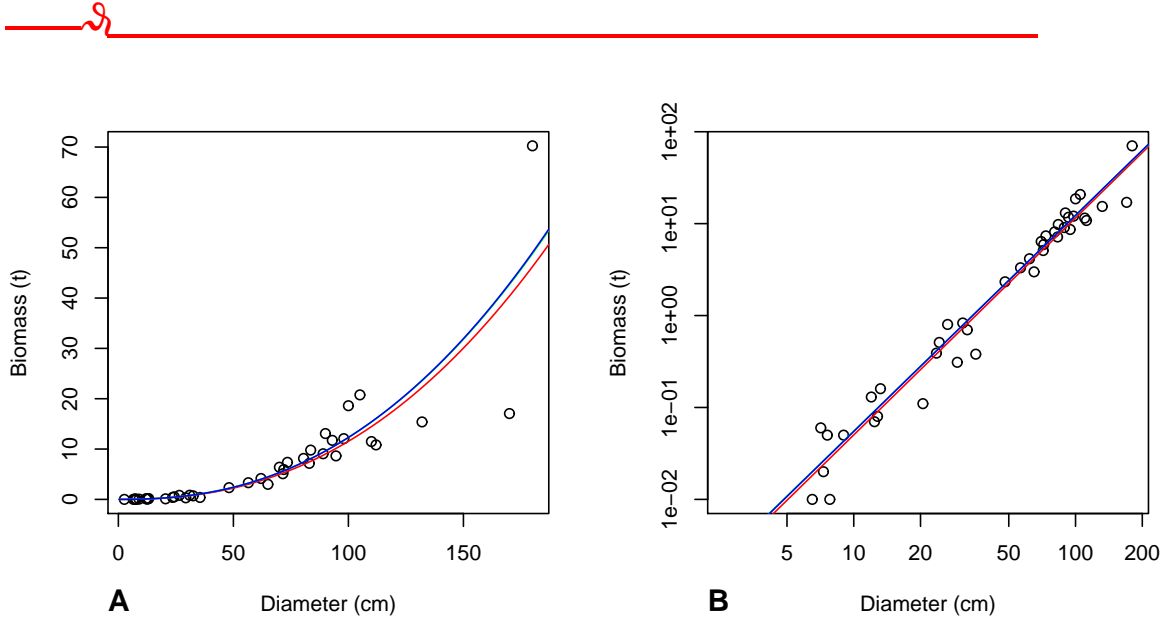 70
60
50
40
30
20
10
0
Biomass (t)
0 50 100 150
A Diameter (cm)
1e+02
1e+01
1e+00
1e-01
1e-02
Biomass (t)
5 10 20 50 100 200
B Diameter (cm)